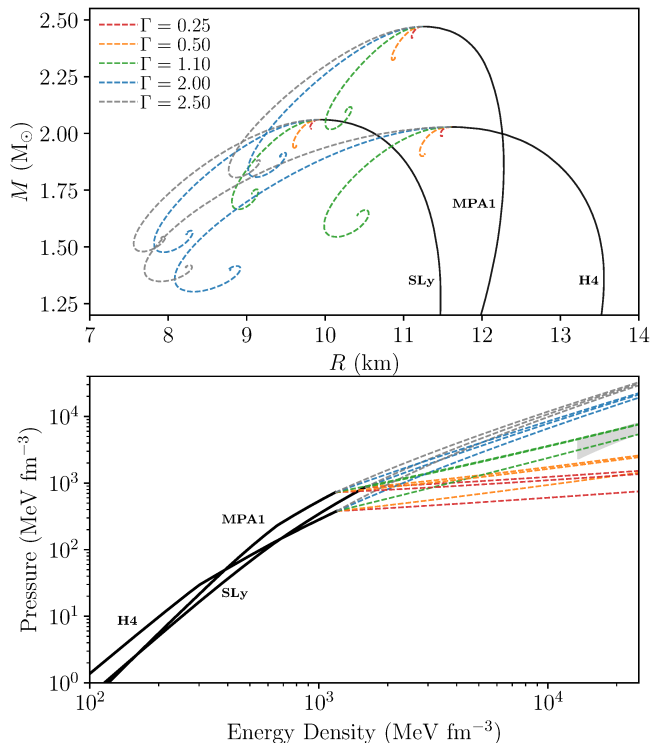 2.50
2.25
2.00
1.75
1.50
1.25
M (M⊙)
Γ = 0.25
Γ = 0.50
Γ = 1.10
Γ = 2.00
Γ = 2.50
MPA1
SLy
H4
7 8 9 10 11 12 13 14
R (km)
10⁴
10³
10²
10¹
10⁰
Pressure (MeV fm⁻³)
MPA1
H4
SLy
10² 10³ 10⁴
Energy Density (MeV fm⁻³)